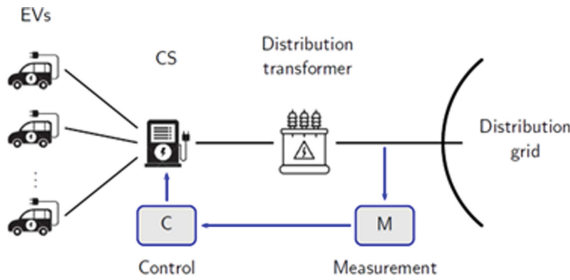 EVs
CS
Distribution
transformer
Distribution
grid
C
M
Control
Measurement